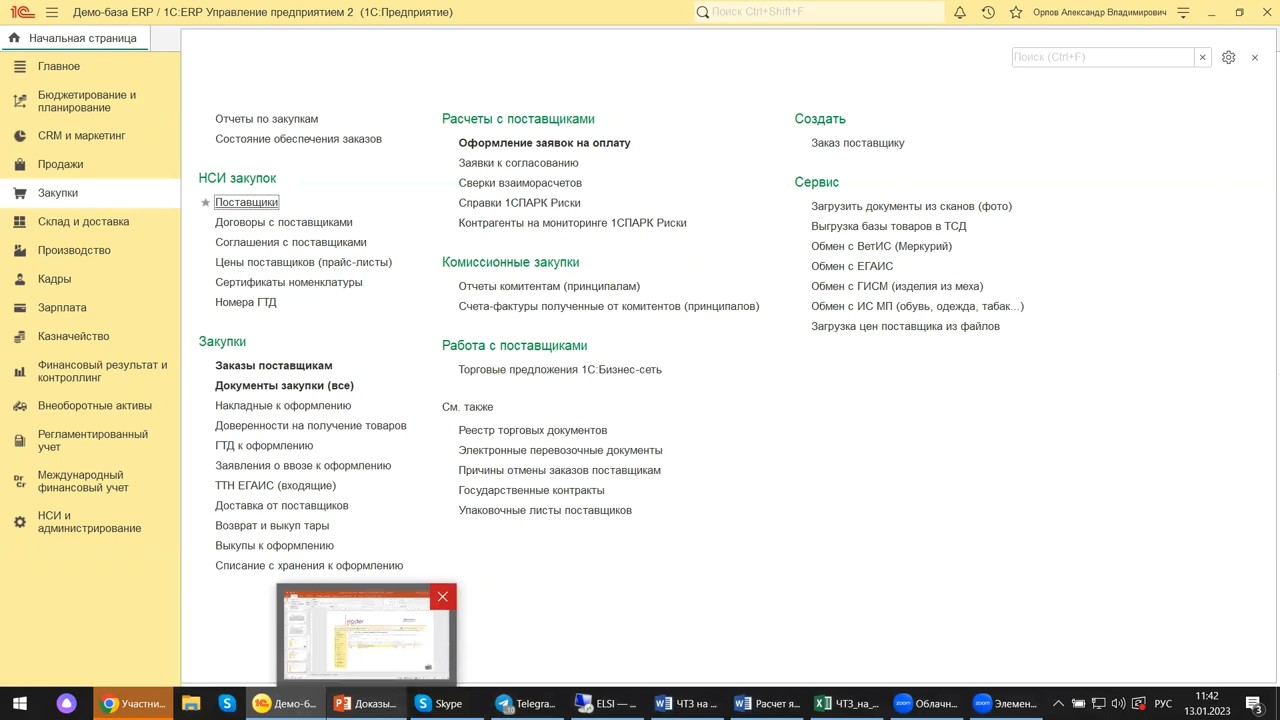 Демо-база ERP / 1С:ERP Управление предприятием 2 (1С:Предприятие)
Поиск Ctrl+Shift+F
Орлов Александр Владимирович
Начальная страница
Поиск (Ctrl+F)
Главное
Бюджетирование и
планирование
CRM и маркетинг
Продажи
Закупки
Склад и доставка
Производство
Кадры
Зарплата
Казначейство
Финансовый результат и
контроллинг
Внеоборотные активы
Регламентированный
учет
Международный
финансовый учет
НСИ и
администрирование
Отчеты по закупкам
Состояние обеспечения заказов
НСИ закупок
Поставщики
Договоры с поставщиками
Соглашения с поставщиками
Цены поставщиков (прайс-листы)
Сертификаты номенклатуры
Номера ГТД
Закупки
Заказы поставщикам
Документы закупки (все)
Накладные к оформлению
Доверенности на получение товаров
ГТД к оформлению
Заявления о ввозе к оформлению
ТТН ЕГАИС (входящие)
Доставка от поставщиков
Возврат и выкуп тары
Выкупы к оформлению
Списание с хранения к оформлению
Расчеты с поставщиками
Оформление заявок на оплату
Заявки к согласованию
Сверки взаиморасчетов
Справки 1СПАРК Риски
Контрагенты на мониторинге 1СПАРК Риски
Комиссионные закупки
Отчеты комитентам (принципалам)
Счета-фактуры полученные от комитентов (принципалов)
Работа с поставщиками
Торговые предложения 1С:Бизнес-сеть
См. также
Реестр торговых документов
Электронные перевозочные документы
Причины отмены заказов поставщикам
Государственные контракты
Упаковочные листы поставщиков
Создать
Заказ поставщику
Сервис
Загрузить документы из сканов (фото)
Выгрузка базы товаров в ТСД
Обмен с ВетИС (Меркурий)
Обмен с ЕГАИС
Обмен с ГИСМ (изделия из меха)
Обмен с ИС МП (обувь, одежда, табак...)
Загрузка цен поставщика из файлов
Участни...
Демо-б...
Доказы...
Skype
Telegra...
ELSI — ...
ЧТЗ на ...
Расчет я...
ЧТЗ_на_...
Облачн...
Элемен...
РУС
11:42
13.01.2023